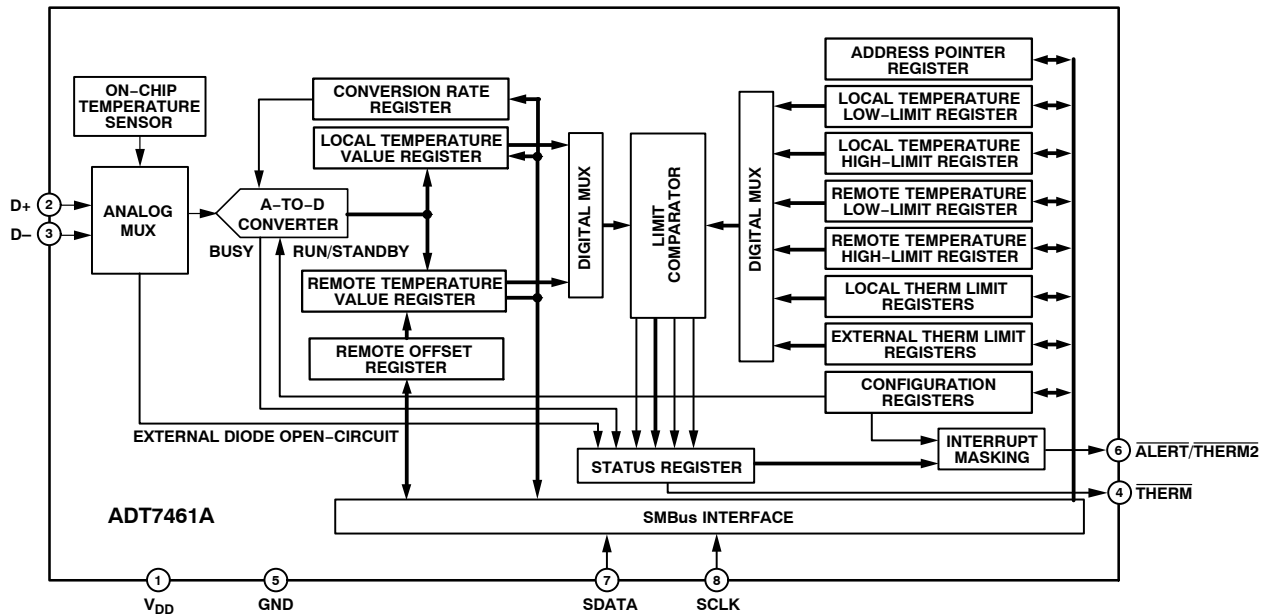 ADDRESS POINTER
REGISTER
ON–CHIP
TEMPERATURE
SENSOR
CONVERSION RATE
REGISTER
LOCAL TEMPERATURE
LOW–LIMIT REGISTER
LOCAL TEMPERATURE
VALUE REGISTER
LOCAL TEMPERATURE
HIGH–LIMIT REGISTER
D+
2
D–
3
ANALOG
MUX
A–TO–D
CONVERTER
BUSY
RUN/STANDBY
DIGITAL MUX
LIMIT
COMPARATOR
DIGITAL MUX
REMOTE TEMPERATURE
LOW–LIMIT REGISTER
REMOTE TEMPERATURE
HIGH–LIMIT REGISTER
REMOTE TEMPERATURE
VALUE REGISTER
LOCAL THERM LIMIT
REGISTERS
REMOTE OFFSET
REGISTER
EXTERNAL THERM LIMIT
REGISTERS
CONFIGURATION
REGISTERS
EXTERNAL DIODE OPEN–CIRCUIT
STATUS REGISTER
INTERRUPT
MASKING
6
ALERT/THERM2
4
THERM
ADT7461A
SMBus INTERFACE
1
5
7
8
VDD
GND
SDATA
SCLK